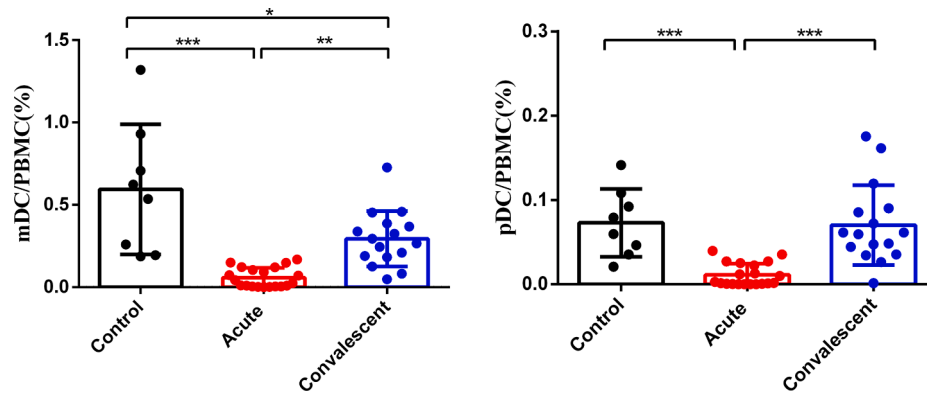 *
***
**
mDC/PBMC(%)
1.5
1.0
0.5
0.0
Control
Acute
Convalescent
***
***
pDC/PBMC(%)
0.3
0.2
0.1
0.0
Control
Acute
Convalescent